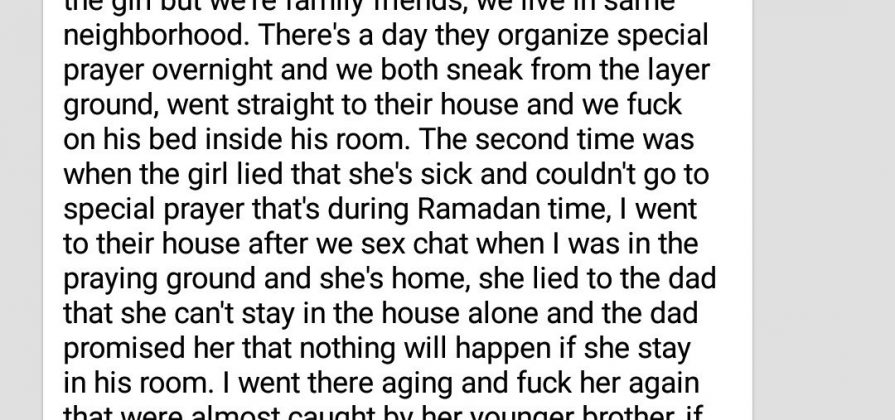 the girl but we're family friends, we live in same
neighborhood. There's a day they organize special
prayer overnight and we both sneak from the layer
ground, went straight to their house and we fuck
on his bed inside his room. The second time was
when the girl lied that she's sick and couldn't go to
special prayer that's during Ramadan time, I went
to their house after we sex chat when I was in the
praying ground and she's home, she lied to the dad
that she can't stay in the house alone and the dad
promised her that nothing will happen if she stay
in his room. I went there aging and fuck her again
that were almost caught by her younger brother, if